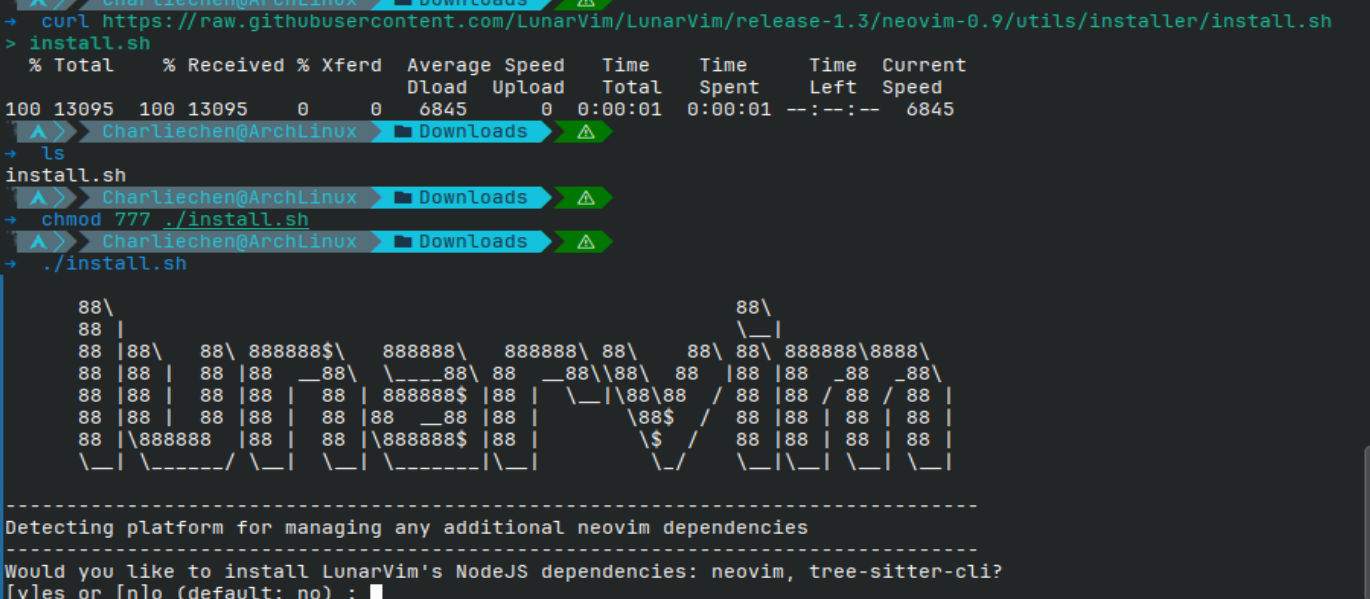 Charliechen@ArchLinux Downloads
→ curl https://raw.githubusercontent.com/LunarVim/LunarVim/release-1.3/neovim-0.9/utils/installer/install.sh
> install.sh
  % Total    % Received % Xferd  Average Speed   Time    Time     Time  Current
                                 Dload  Upload   Total   Spent    Left  Speed
100 13095  100 13095    0     0   6845      0  0:00:01  0:00:01 --:--:--  6845
Charliechen@ArchLinux Downloads ⚠
→ ls
install.sh
Charliechen@ArchLinux Downloads ⚠
→ chmod 777 ./install.sh
Charliechen@ArchLinux Downloads ⚠
→ ./install.sh
      88\                                                   88\
      88 |                                                  \__|
      88 |88\   88\ 888888$\   888888\   888888\ 88\    88\ 88\ 888888\8888\
      88 |88 |  88 |88  __88\  \____88\ 88  __88\\88\  88  |88 |88  _88  _88\
      88 |88 |  88 |88 |  88 | 888888$ |88 |  \__|\88\88  / 88 |88 / 88 / 88 |
      88 |88 |  88 |88 |  88 |88  __88 |88 |       \88$  /  88 |88 | 88 | 88 |
      88 |\888888  |88 |  88 |\888888$ |88 |        \$  /   88 |88 | 88 | 88 |
      \__| \______/ \__|  \__| \_______|\__|         \_/    \__|\__| \__| \__|
--------------------------------------------------------------------------------
Detecting platform for managing any additional neovim dependencies
--------------------------------------------------------------------------------
Would you like to install LunarVim's NodeJS dependencies: neovim, tree-sitter-cli?
[y]es or [n]o (default: no) :